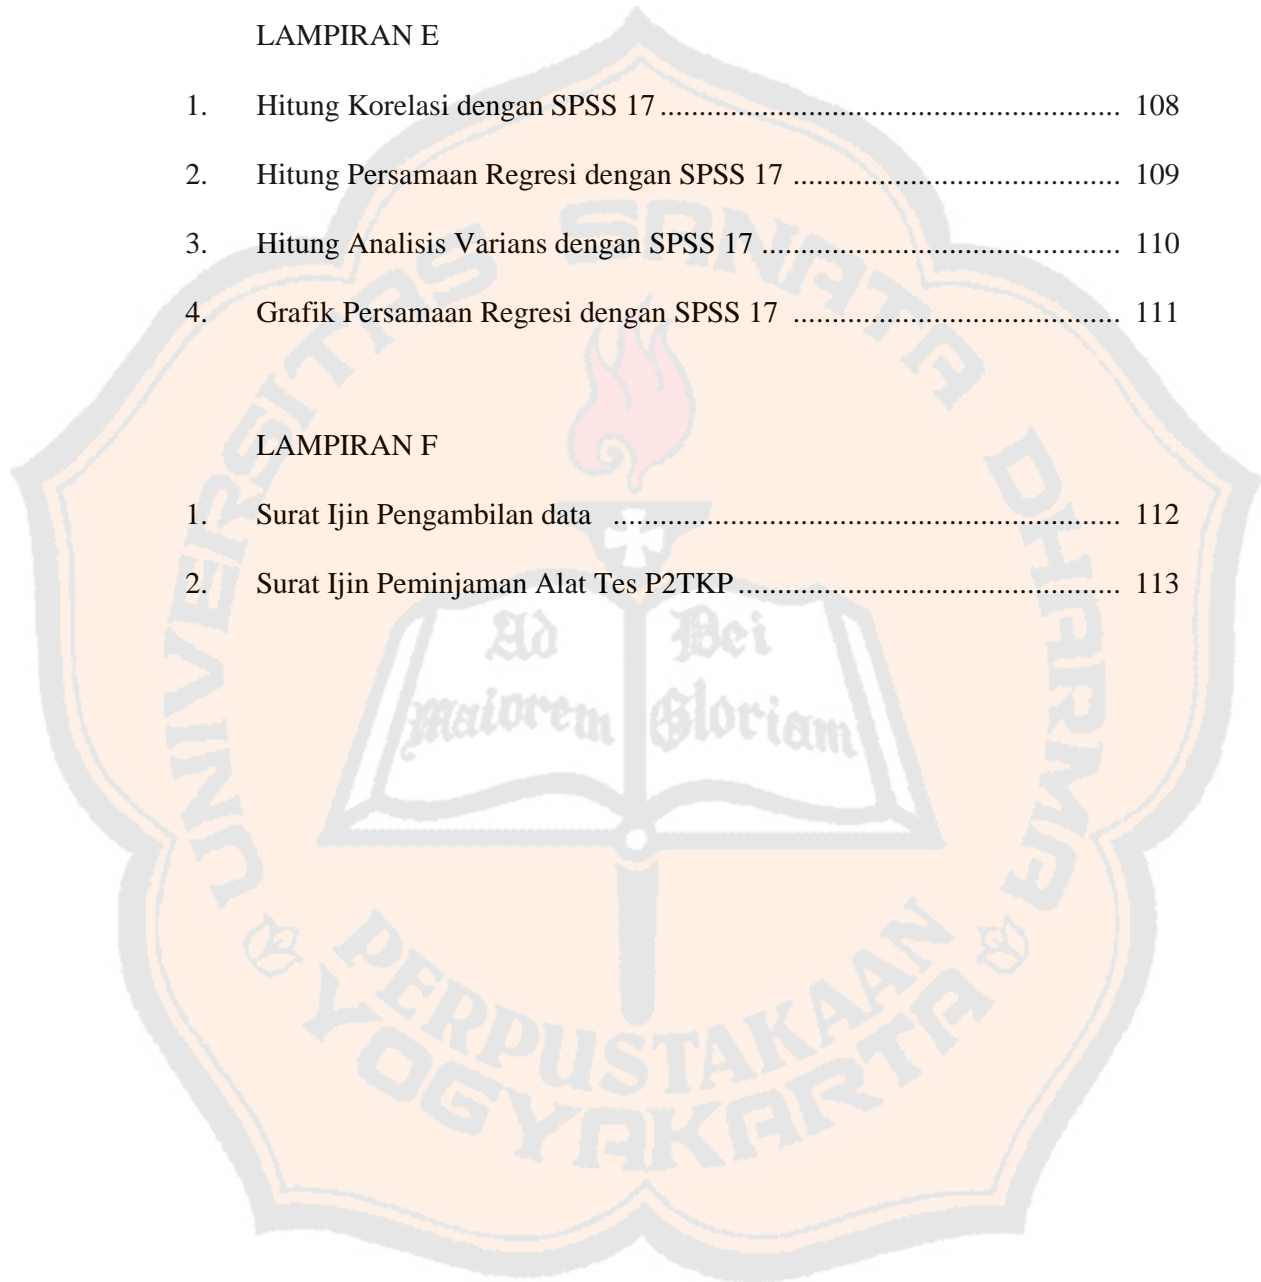 LAMPIRAN E
1. Hitung Korelasi dengan SPSS 17 ........................................................... 108
2. Hitung Persamaan Regresi dengan SPSS 17 .......................................... 109
3. Hitung Analisis Varians dengan SPSS 17 .............................................. 110
4. Grafik Persamaan Regresi dengan SPSS 17 .......................................... 111
LAMPIRAN F
1. Surat Ijin Pengambilan data ................................................................. 112
2. Surat Ijin Peminjaman Alat Tes P2TKP ................................................. 113
UNIVERSITAS SANATA DHARMA
Ad Dei
Maiorem Gloriam
PERPUSTAKAAN
YOGYAKARTA